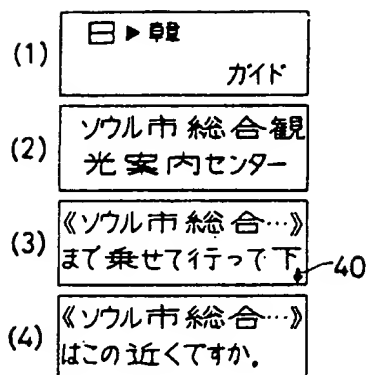 (1)
日▶韓
ガイド
(2)
ソウル市総合観
光案内センター
(3)
《ソウル市総合…》
まで乗せて行って下
40
(4)
《ソウル市総合…》
はこの近くですか。